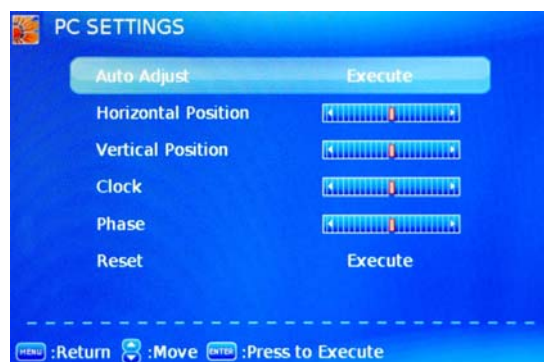 PC SETTINGS
Auto Adjust Execute
Horizontal Position
Vertical Position
Clock
Phase
Reset Execute
MENU :Return :Move ENTER :Press to Execute